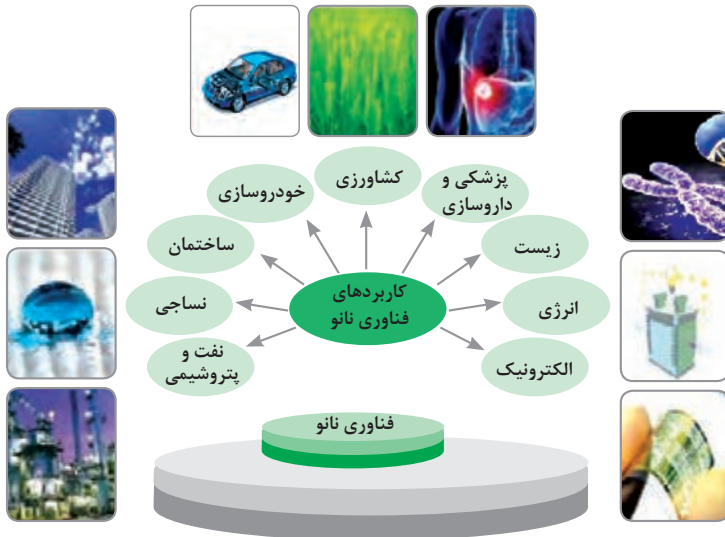 کشاورزی
پزشکی و
داروسازی
خودروسازی
زیست
ساختمان
کاربردهای
فناوری نانو
انرژی
نساجی
الکترونیک
نفت و
پتروشیمی
فناوری نانو